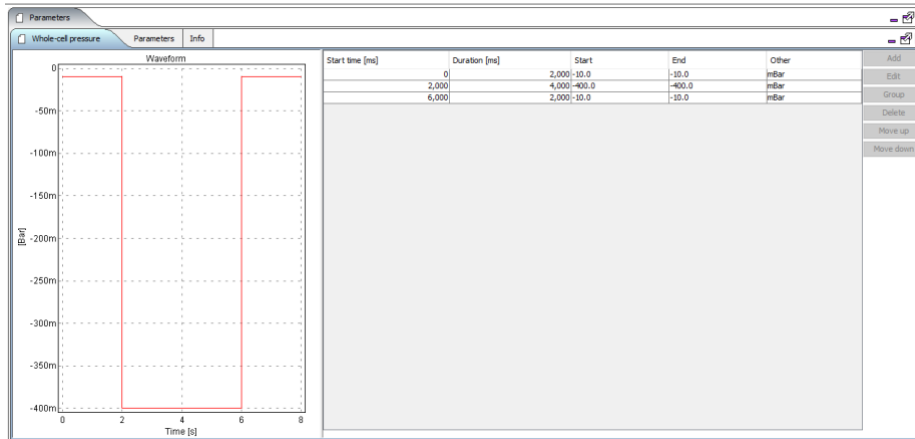 Parameters
Whole-cell pressure Parameters Info
Waveform
0
-50m
-100m
-150m
-200m
-250m
-300m
-350m
-400m
[Bar]
0 2 4 6 8
Time [s]
Start time [ms] Duration [ms] Start End Other
0 2,000 -10.0 -10.0 mBar
2,000 4,000 -400.0 -400.0 mBar
6,000 2,000 -10.0 -10.0 mBar
Add
Edit
Group
Delete
Move up
Move down